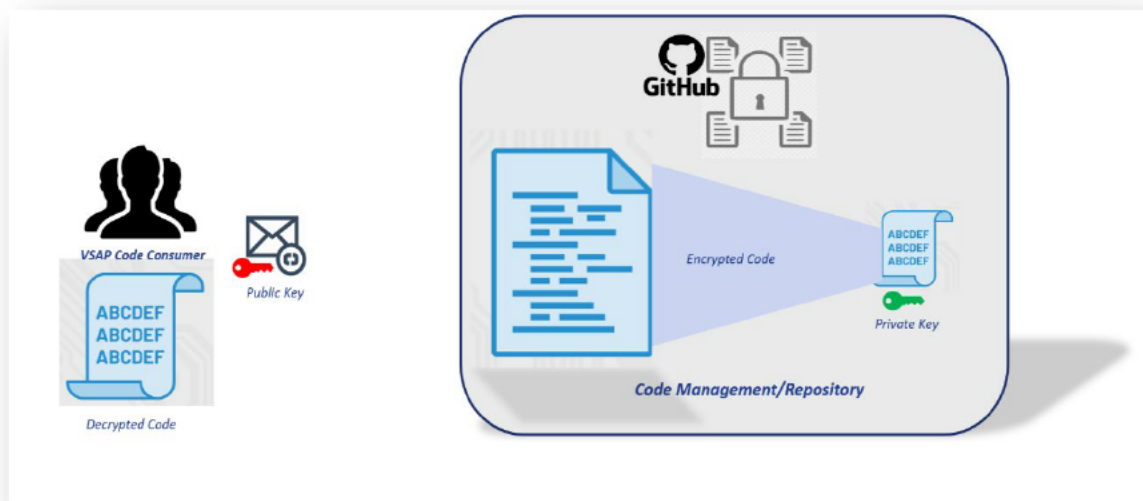 GitHub
VSAP Code Consumer
Public Key
ABCDEF
ABCDEF
ABCDEF
Decrypted Code
Encrypted Code
ABCDEF
ABCDEF
ABCDEF
Private Key
Code Management/Repository